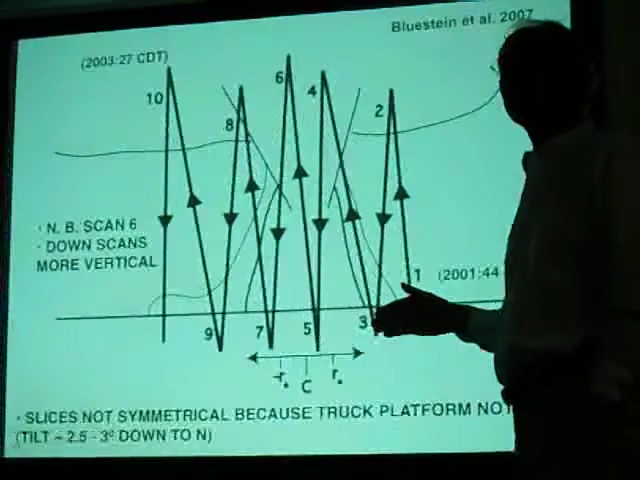 Bluestein et al. 2007
(2003:27 CDT)
10
8
6
4
2
· N. B. SCAN 6
· DOWN SCANS
MORE VERTICAL
1
(2001:44
9
7
5
3
C
· SLICES NOT SYMMETRICAL BECAUSE TRUCK PLATFORM NOT
(TILT ~ 2.5 - 3º DOWN TO N)